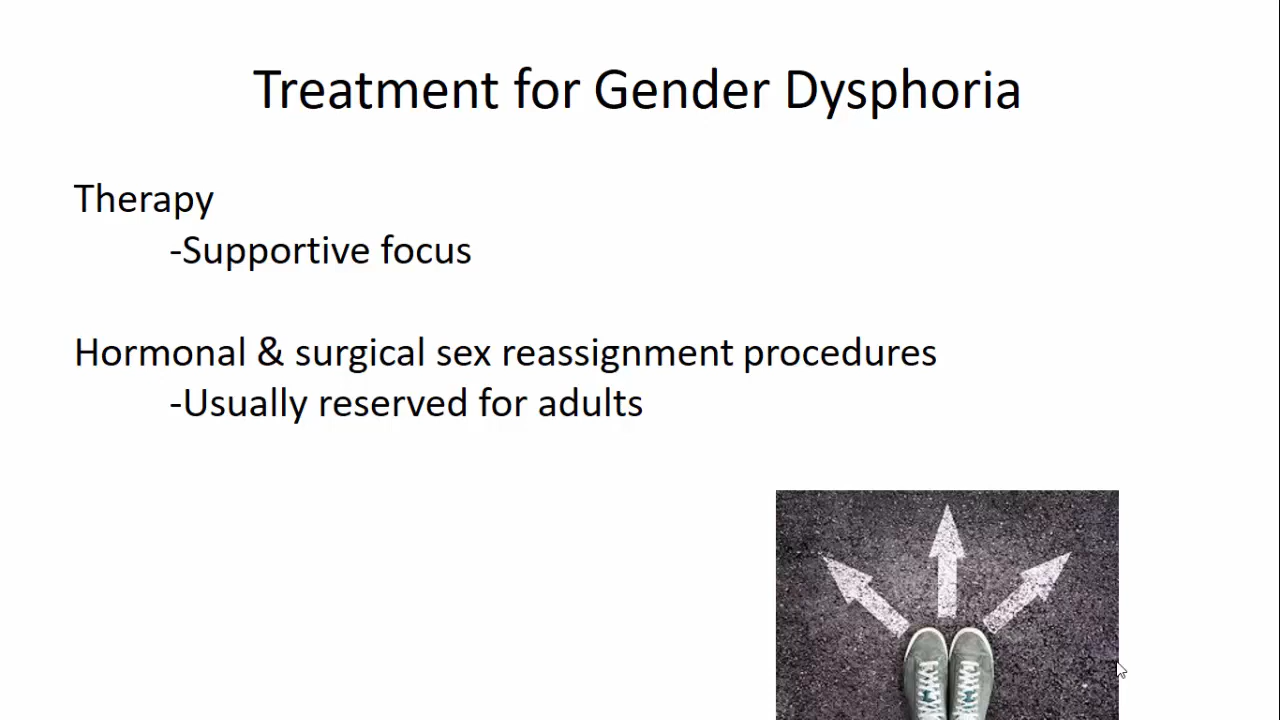 Treatment for Gender Dysphoria
Therapy
-Supportive focus
Hormonal & surgical sex reassignment procedures
-Usually reserved for adults